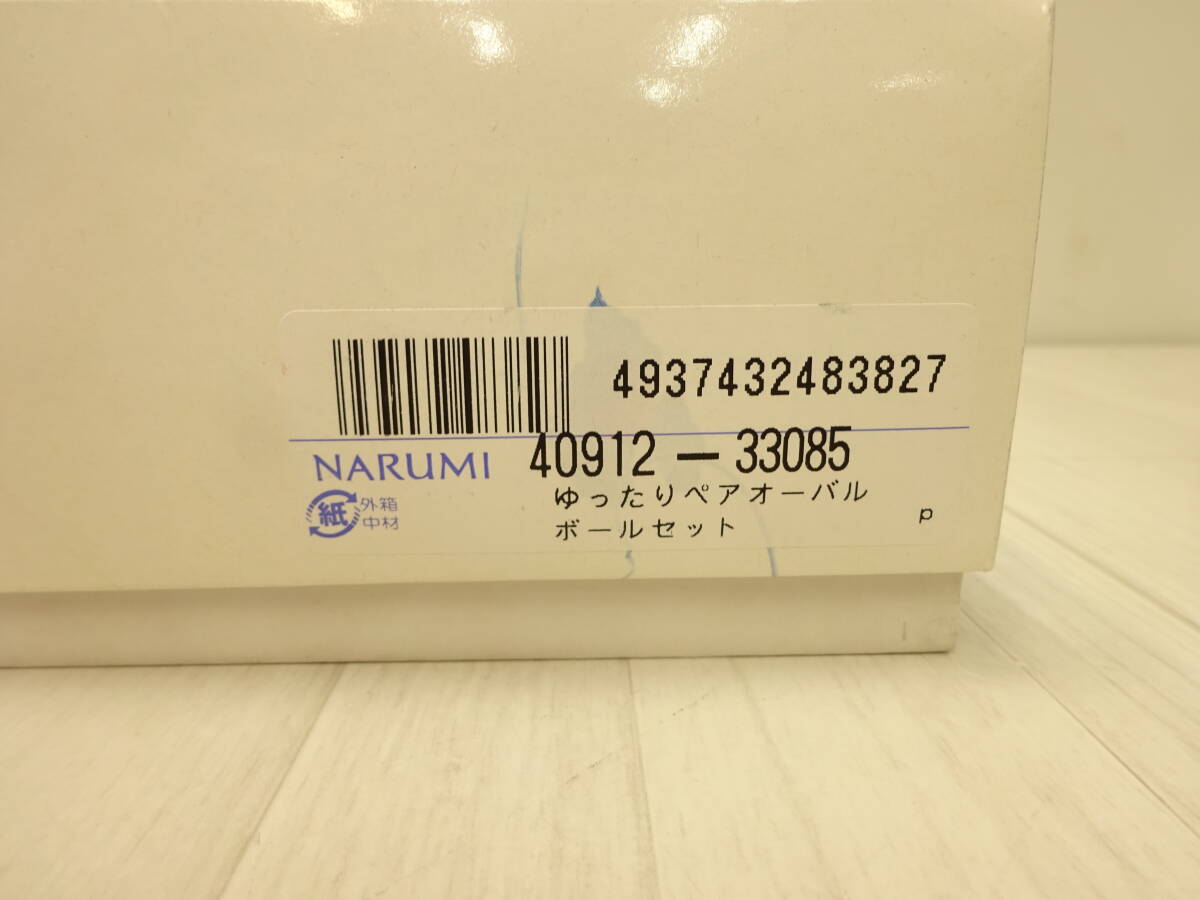 4937432483827
NARUMI 40912-33085
ゆったりペアオーバル
ボールセット p
紙 外箱
中材